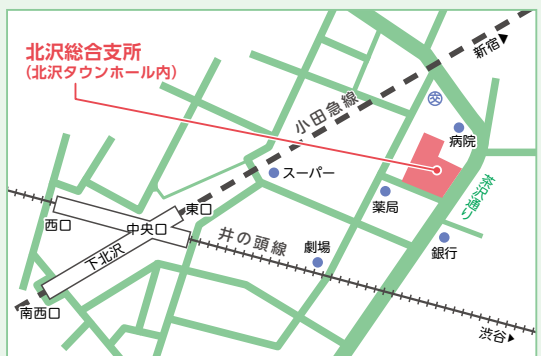 北沢総合支所
(北沢タウンホール内)
新宿
小田急線
病院
スーパー
薬局
茶沢通り
東口
西口
中央口
井の頭線
劇場
銀行
下北沢
南西口
渋谷